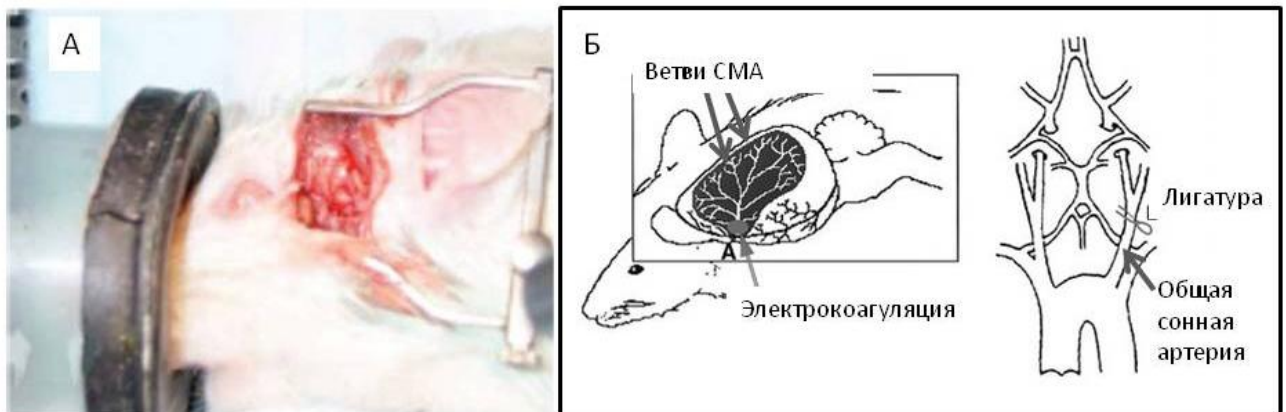 А
Б
Ветви СМА
А
Электрокоагуляция
Лигатура
Общая
сонная
артерия